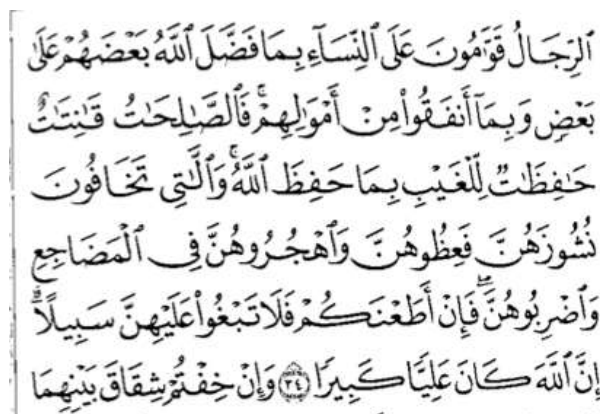 ٱلرِّجَالُ قَوَّٰمُونَ عَلَى ٱلنِّسَآءِ بِمَا فَضَّلَ ٱللَّهُ بَعْضَهُمْ عَلَىٰ
بَعْضٍ وَبِمَآ أَنفَقُوا۟ مِنْ أَمْوَٰلِهِمْ ۚ فَٱلصَّٰلِحَٰتُ قَٰنِتَٰتٌ
حَٰفِظَٰتٌ لِّلْغَيْبِ بِمَا حَفِظَ ٱللَّهُ ۚ وَٱلَّٰتِى تَخَافُونَ
نُشُوزَهُنَّ فَعِظُوهُنَّ وَٱهْجُرُوهُنَّ فِى ٱلْمَضَاجِعِ
وَٱضْرِبُوهُنَّ ۖ فَإِنْ أَطَعْنَكُمْ فَلَا تَبْغُوا۟ عَلَيْهِنَّ سَبِيلًا ۗ
إِنَّ ٱللَّهَ كَانَ عَلِيًّا كَبِيرًا ٣٤ وَإِنْ خِفْتُمْ شِقَاقَ بَيْنِهِمَا